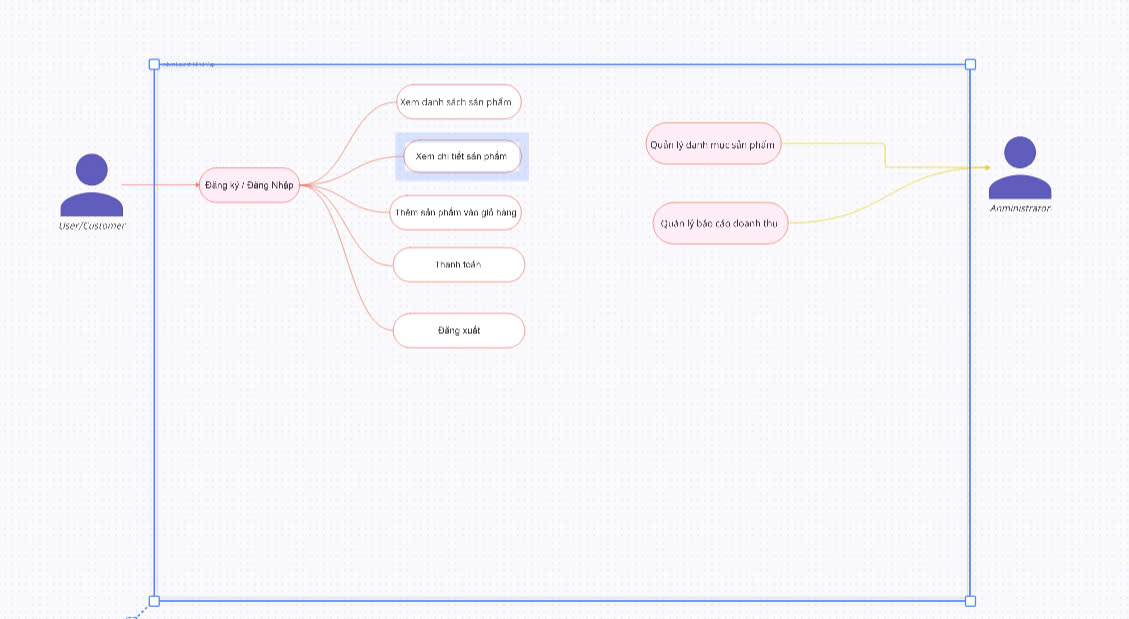 Xem danh sách sản phẩm
Xem chi tiết sản phẩm
Quản lý danh mục sản phẩm
Đăng ký / Đăng Nhập
User/Customer
Thêm sản phẩm vào giỏ hàng
Anministrator
Quản lý báo cáo doanh thu
Thanh toán
Đăng xuất